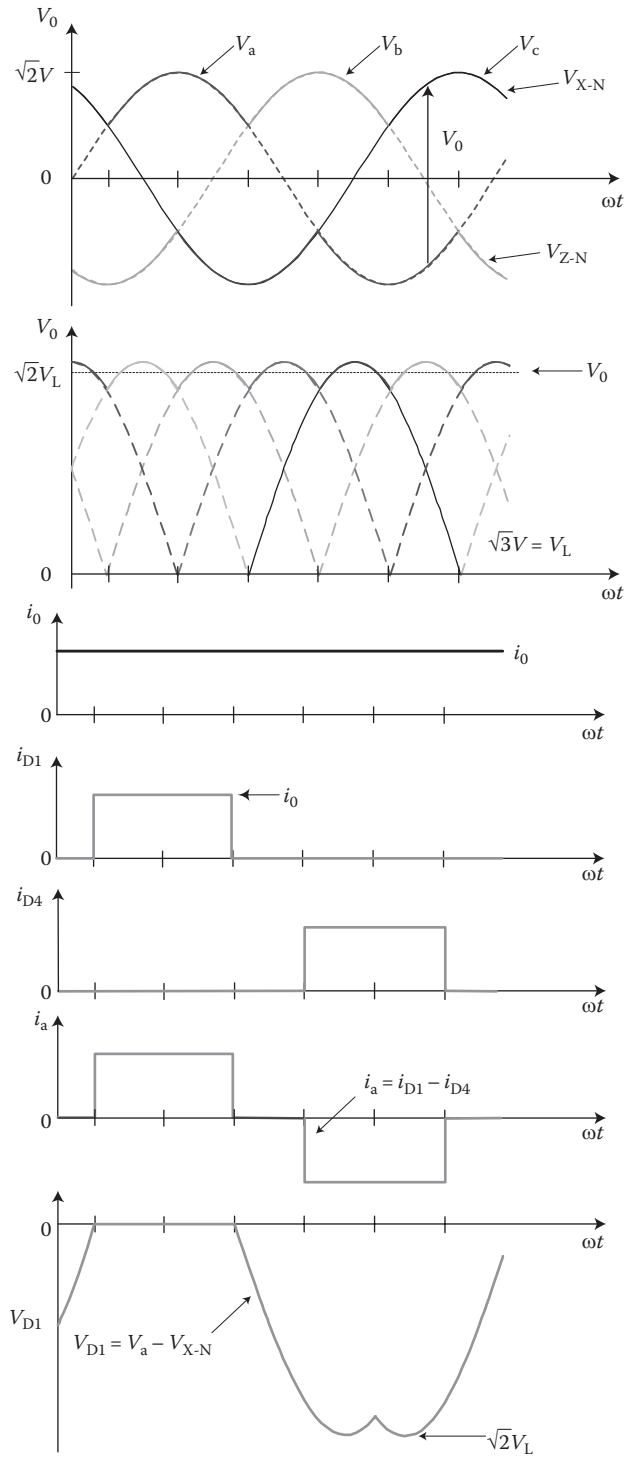 V0
√2V
Va
Vb
Vc
VX-N
V0
0
ωt
VZ-N
V0
√2VL
V0
√3V = VL
0
ωt
i0
i0
0
ωt
iD1
i0
0
ωt
iD4
0
ωt
ia
ia = iD1 – iD4
0
ωt
0
ωt
VD1
VD1 = Va – VX-N
√2VL